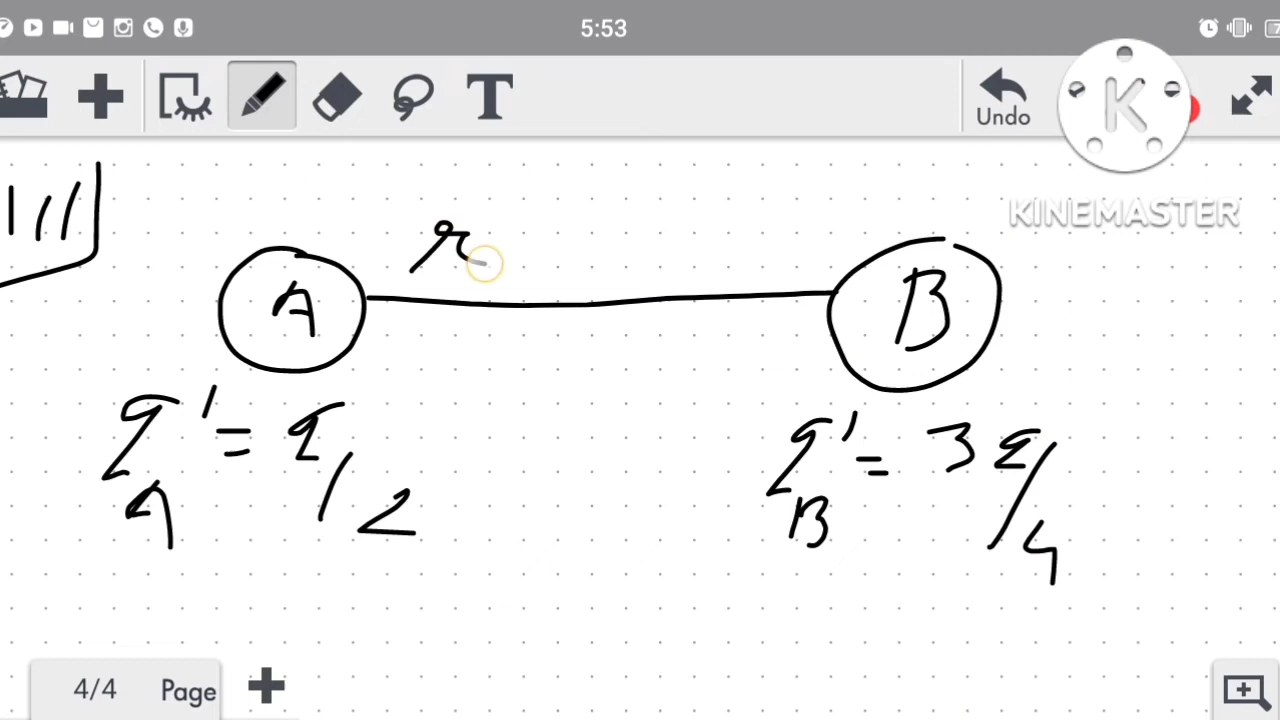 5:53
Undo
K
KINEMASTER
r
A
B
q'A = q/2
q'B = 3q/4
4/4 Page